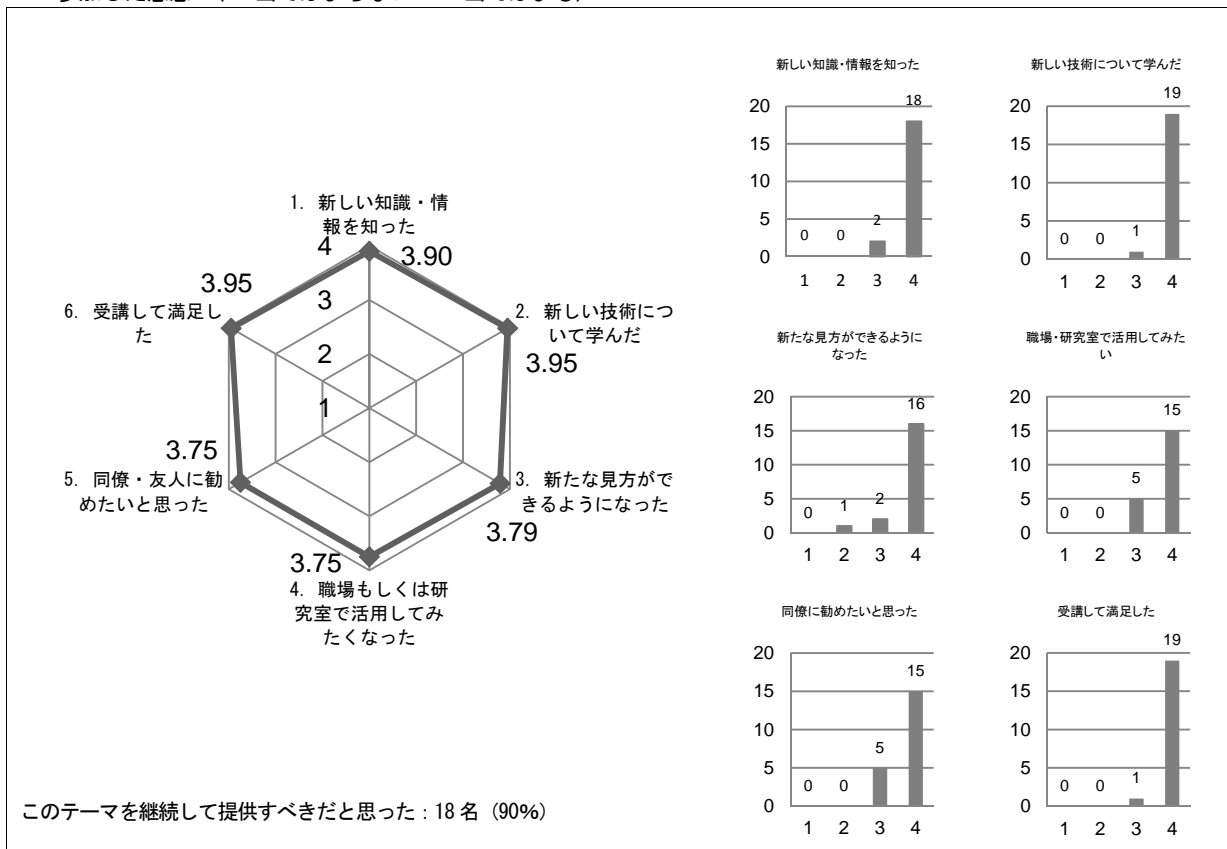 1. 新しい知識・情
報を知った
4
3.90
3.95
6. 受講して満足し
た
3
2. 新しい技術につ
いて学んだ
3.95
2
1
3.75
5. 同僚・友人に勧
めたいと思った
3. 新たな見方がで
きるようになった
3.79
3.75
4. 職場もしくは研
究室で活用してみ
たくなった
このテーマを継続して提供すべきだと思った：18 名（90%）
新しい知識・情報を知った
20
15
10
5
0
0 0 2 18
1 2 3 4
新しい技術について学んだ
20
15
10
5
0
0 0 1 19
1 2 3 4
新たな見方ができるように
なった
20
15
10
5
0
0 1 2 16
1 2 3 4
職場・研究室で活用してみた
い
20
15
10
5
0
0 0 5 15
1 2 3 4
同僚に勧めたいと思った
20
15
10
5
0
0 0 5 15
1 2 3 4
受講して満足した
20
15
10
5
0
0 0 1 19
1 2 3 4